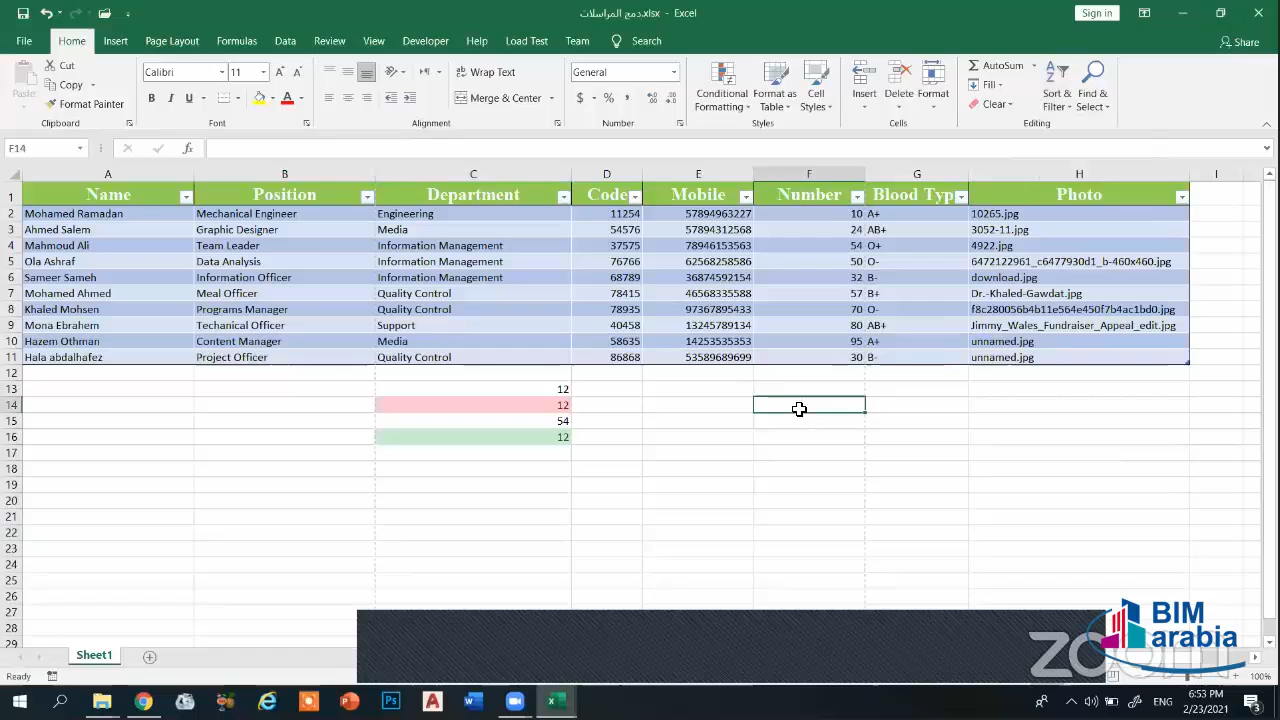 دمج المراسلات.xlsx - Excel
Sign in
File Home Insert Page Layout Formulas Data Review View Developer Help Load Test Team Search Share
Paste Cut Copy Format Painter Clipboard
Calibri 11 Font
B I U A A
Wrap Text Merge & Center Alignment
General $ % , Number
Conditional Formatting Format as Table Cell Styles Styles
Insert Delete Format Cells
AutoSum Fill Clear Sort & Filter Find & Select Editing
F14 fx
A B C D E F G H I
1 Name Position Department Code Mobile Number Blood Typ Photo
2 Mohamed Ramadan Mechanical Engineer Engineering 11254 57894963227 10 A+ 10265.jpg
3 Ahmed Salem Graphic Designer Media 54576 57894312568 24 AB+ 3052-11.jpg
4 Mahmoud Ali Team Leader Information Management 37575 78946153563 54 O+ 4922.jpg
5 Ola Ashraf Data Analysis Information Management 76766 62568258586 50 O- 6472122961_c6477930d1_b-460x460.jpg
6 Sameer Sameh Information Officer Information Management 68789 36874592154 32 B- download.jpg
7 Mohamed Ahmed Meal Officer Quality Control 78415 46568335588 57 B+ Dr.-Khaled-Gawdat.jpg
8 Khaled Mohsen Programs Manager Quality Control 78935 97367895433 70 O- f8c280056b4b11e564e450f7b4ac1bd0.jpg
9 Mona Ebrahem Techanical Officer Support 40458 13245789134 80 AB+ Jimmy_Wales_Fundraiser_Appeal_edit.jpg
10 Hazem Othman Content Manager Media 58635 14253535353 95 A+ unnamed.jpg
11 Hala abdalhafez Project Officer Quality Control 86868 53589689699 30 B- unnamed.jpg
12
13 12
14 12
15 54
16 12
17
18
19
20
21
22
23
24
25
26
27
28
29
BIM
arabia
zoom
Sheet1
Ready 100%
ENG 6:53 PM
2/23/2021